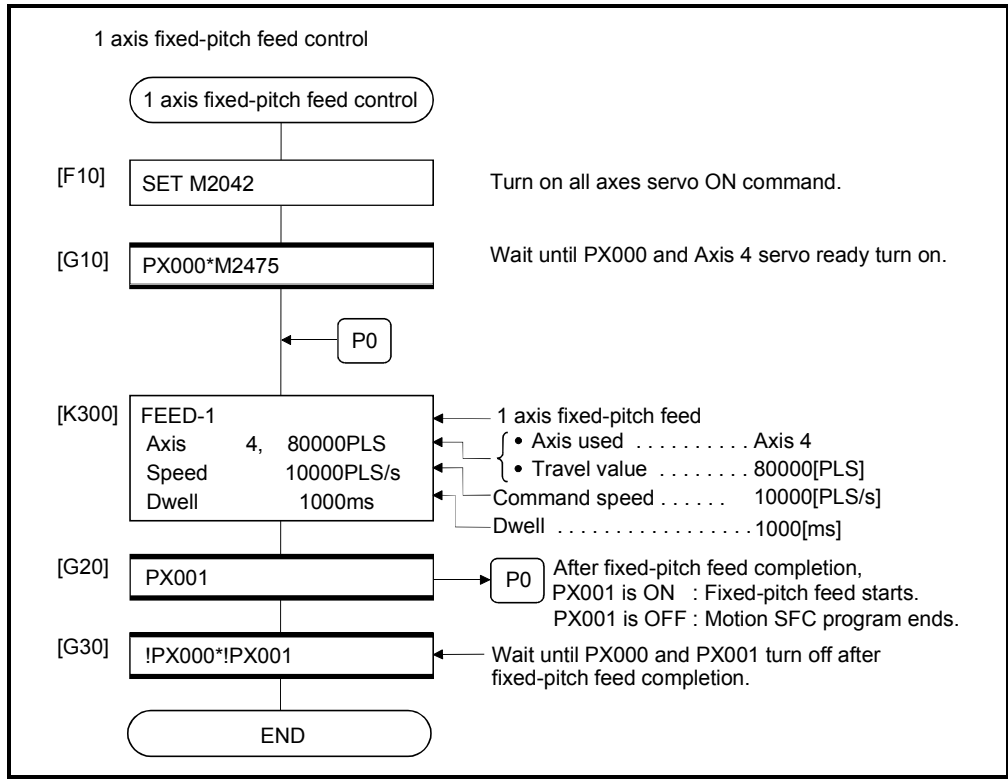 1 axis fixed-pitch feed control
1 axis fixed-pitch feed control
[F10] SET M2042 Turn on all axes servo ON command.
[G10] PX000*M2475 Wait until PX000 and Axis 4 servo ready turn on.
P0
[K300] FEED-1 1 axis fixed-pitch feed
Axis 4, 80000PLS • Axis used . . . . . . . . . . Axis 4
• Travel value . . . . . . . . 80000[PLS]
Speed 10000PLS/s Command speed . . . . . . 10000[PLS/s]
Dwell 1000ms Dwell . . . . . . . . . . . . . . . . . 1000[ms]
[G20] PX001 P0 After fixed-pitch feed completion,
PX001 is ON : Fixed-pitch feed starts.
PX001 is OFF : Motion SFC program ends.
[G30] !PX000*!PX001 Wait until PX000 and PX001 turn off after
fixed-pitch feed completion.
END